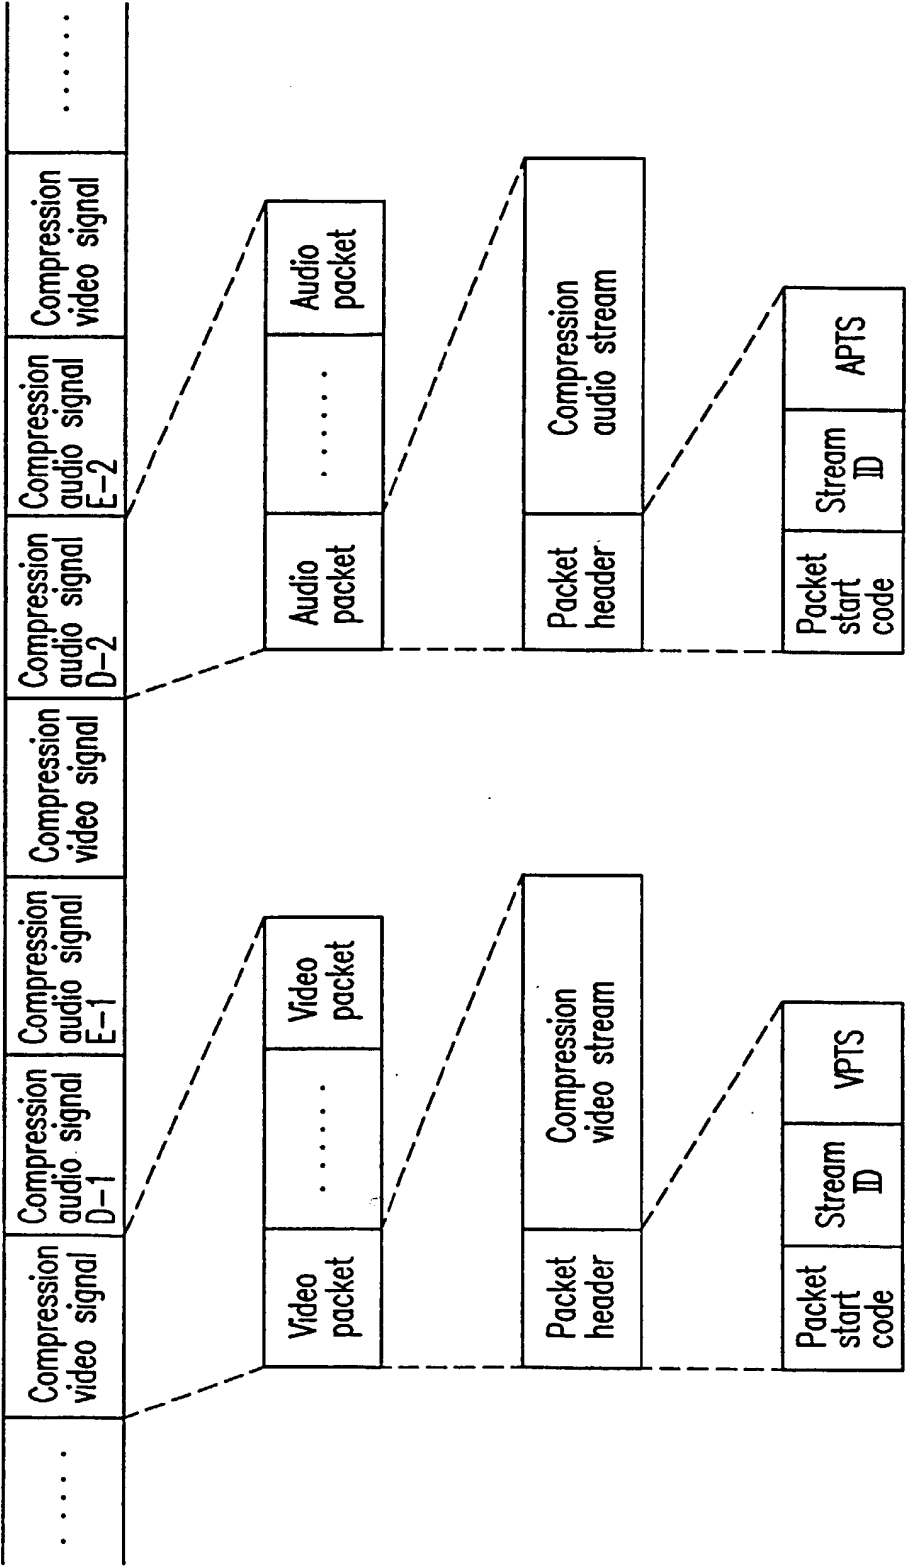 . . . .
Compression
video signal
Compression
audio signal
D-1
Compression
audio signal
E-1
Compression
video signal
Compression
audio signal
D-2
Compression
audio signal
E-2
Compression
video signal
. . . . . .
Video
packet
. . . . . .
Video
packet
Audio
packet
. . . . . .
Audio
packet
Packet
header
Compression
video stream
Packet
header
Compression
audio stream
Packet
start
code
Stream
ID
VPTS
Packet
start
code
Stream
ID
APTS